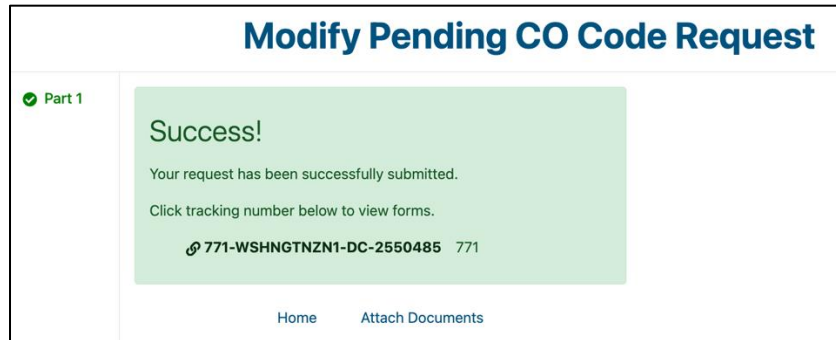 Modify Pending CO Code Request
Part 1
Success!
Your request has been successfully submitted.
Click tracking number below to view forms.
771-WSHNGTNZN1-DC-2550485 771
Home Attach Documents